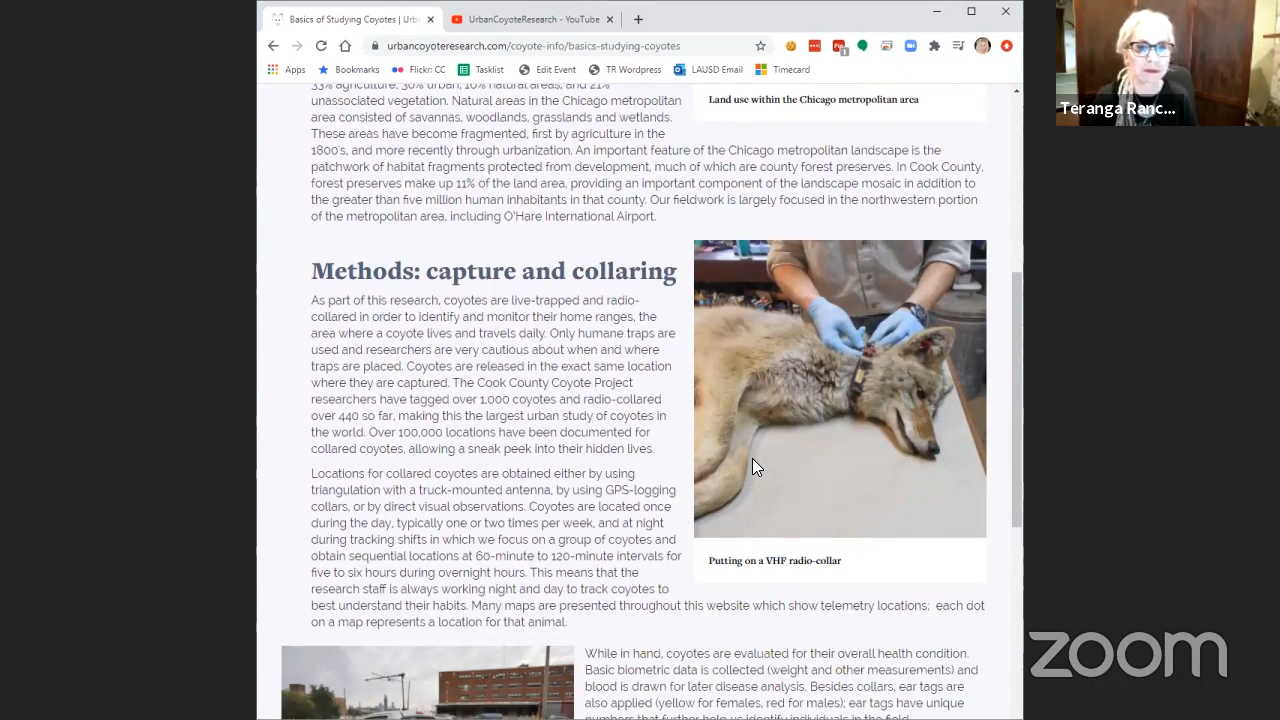 Basics of Studying Coyotes | Urb
UrbanCoyoteResearch - YouTube
urbancoyoteresearch.com/coyote-info/basics-studying-coyotes
Apps
Bookmarks
Flickr: CC
Tasklist
Edit Event
TR Wordpress
LAUSD Email
Timecard
Teranga Ranc...
33% agriculture, 30% urban, 16% natural areas, and 21%
unassociated vegetation. Natural areas in the Chicago metropolitan
area consisted of savannas, woodlands, grasslands and wetlands.
These areas have become fragmented, first by agriculture in the
1800's, and more recently through urbanization. An important feature of the Chicago metropolitan landscape is the
patchwork of habitat fragments protected from development, much of which are county forest preserves. In Cook County,
forest preserves make up 11% of the land area, providing an important component of the landscape mosaic in addition to
the greater than five million human inhabitants in that county. Our fieldwork is largely focused in the northwestern portion
of the metropolitan area, including O'Hare International Airport.
Land use within the Chicago metropolitan area
Methods: capture and collaring
As part of this research, coyotes are live-trapped and radio-
collared in order to identify and monitor their home ranges, the
area where a coyote lives and travels daily. Only humane traps are
used and researchers are very cautious about when and where
traps are placed. Coyotes are released in the exact same location
where they are captured. The Cook County Coyote Project
researchers have tagged over 1,000 coyotes and radio-collared
over 440 so far, making this the largest urban study of coyotes in
the world. Over 100,000 locations have been documented for
collared coyotes, allowing a sneak peek into their hidden lives.
Locations for collared coyotes are obtained either by using
triangulation with a truck-mounted antenna, by using GPS-logging
collars, or by direct visual observations. Coyotes are located once
during the day, typically one or two times per week, and at night
during tracking shifts in which we focus on a group of coyotes and
obtain sequential locations at 60-minute to 120-minute intervals for
five to six hours during overnight hours. This means that the
research staff is always working night and day to track coyotes to
best understand their habits. Many maps are presented throughout this website which show telemetry locations; each dot
on a map represents a location for that animal.
Putting on a VHF radio-collar
While in hand, coyotes are evaluated for their overall health condition.
Basic biometric data is collected (weight and other measurements) and
blood is drawn for later disease analysis. Besides collars, ear tags are
also applied (yellow for females, red for males); ear tags have unique
numbers that further help us identify individuals in the field.
zoom